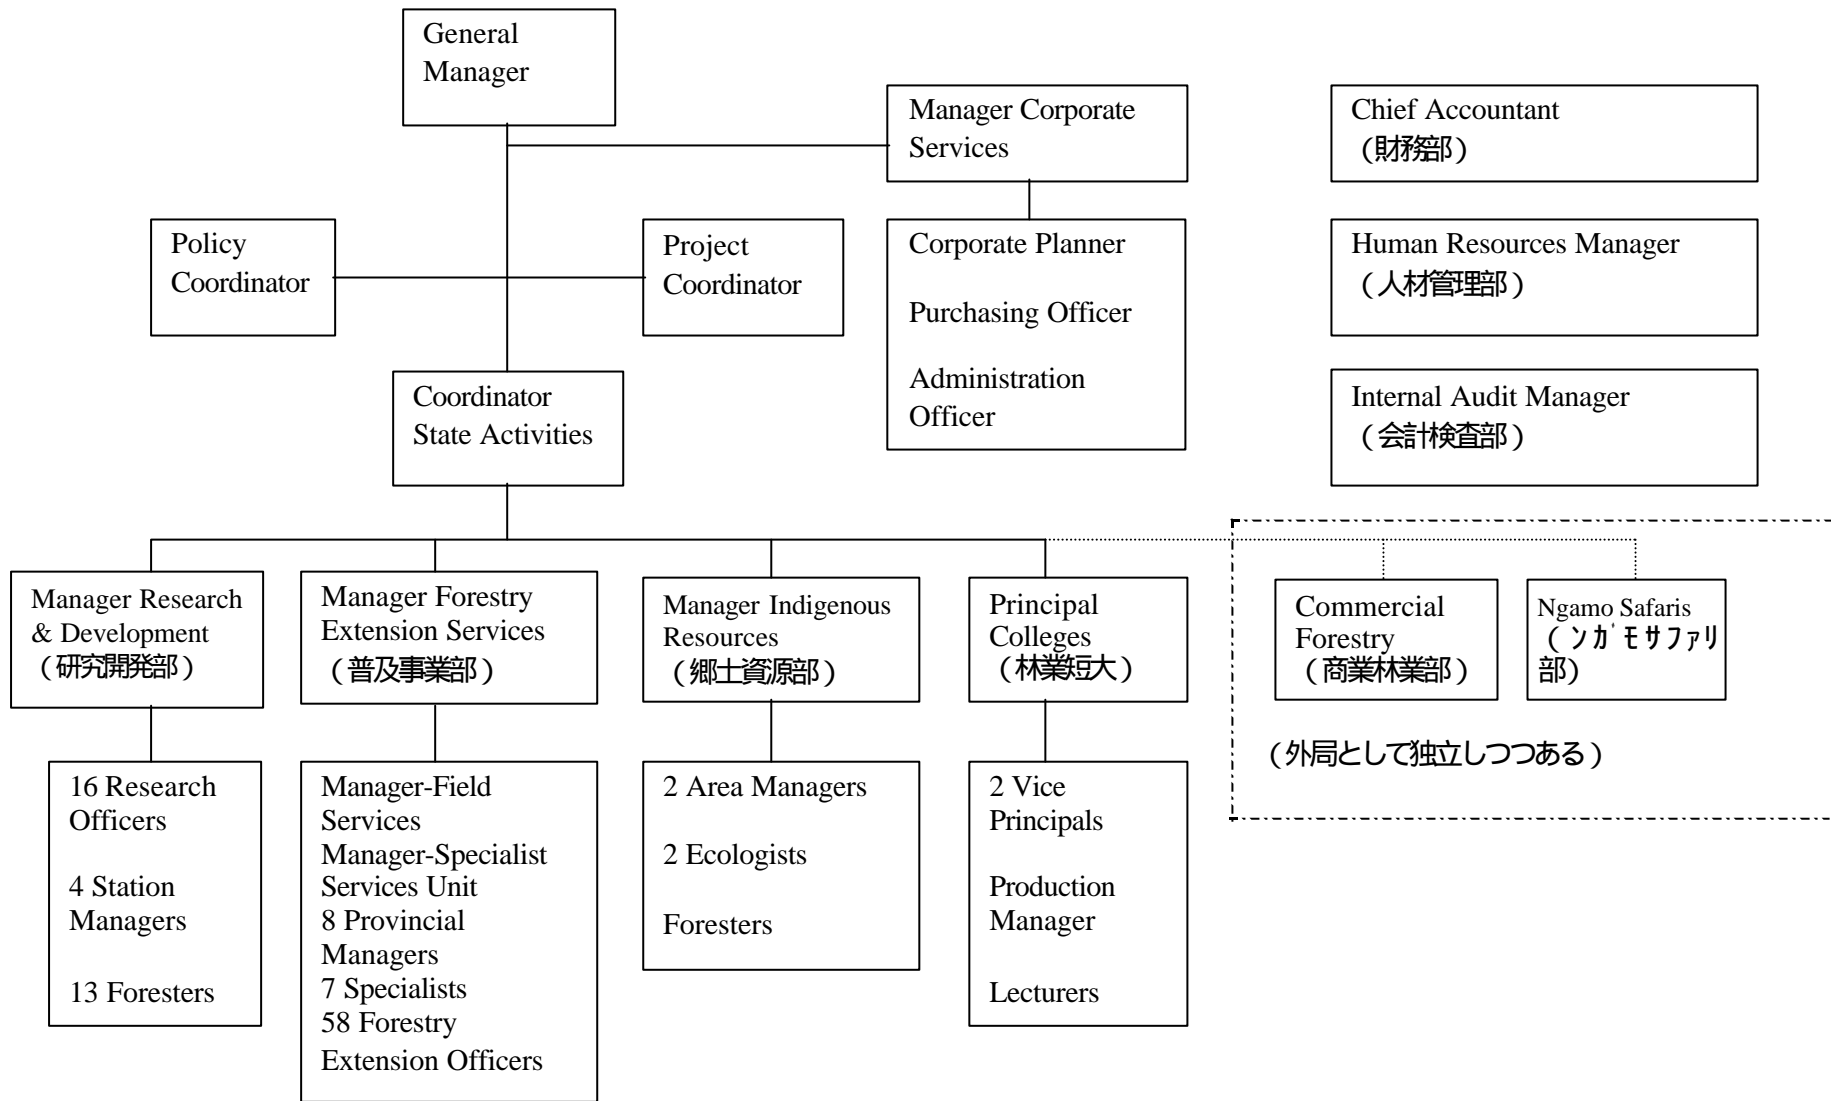 General
Manager
Manager Corporate
Services
Chief Accountant
（財務部）
Policy
Coordinator
Project
Coordinator
Corporate Planner
Purchasing Officer
Administration
Officer
Human Resources Manager
（人材管理部）
Coordinator
State Activities
Internal Audit Manager
（会計検査部）
Manager Research
& Development
（研究開発部）
Manager Forestry
Extension Services
（普及事業部）
Manager Indigenous
Resources
（郷土資源部）
Principal
Colleges
（林業短大）
Commercial
Forestry
（商業林業部）
Ngamo Safaris
（ンガモサファリ
部）
（外局として独立しつつある）
16 Research
Officers
4 Station
Managers
13 Foresters
Manager-Field
Services
Manager-Specialist
Services Unit
8 Provincial
Managers
7 Specialists
58 Forestry
Extension Officers
2 Area Managers
2 Ecologists
Foresters
2 Vice
Principals
Production
Manager
Lecturers